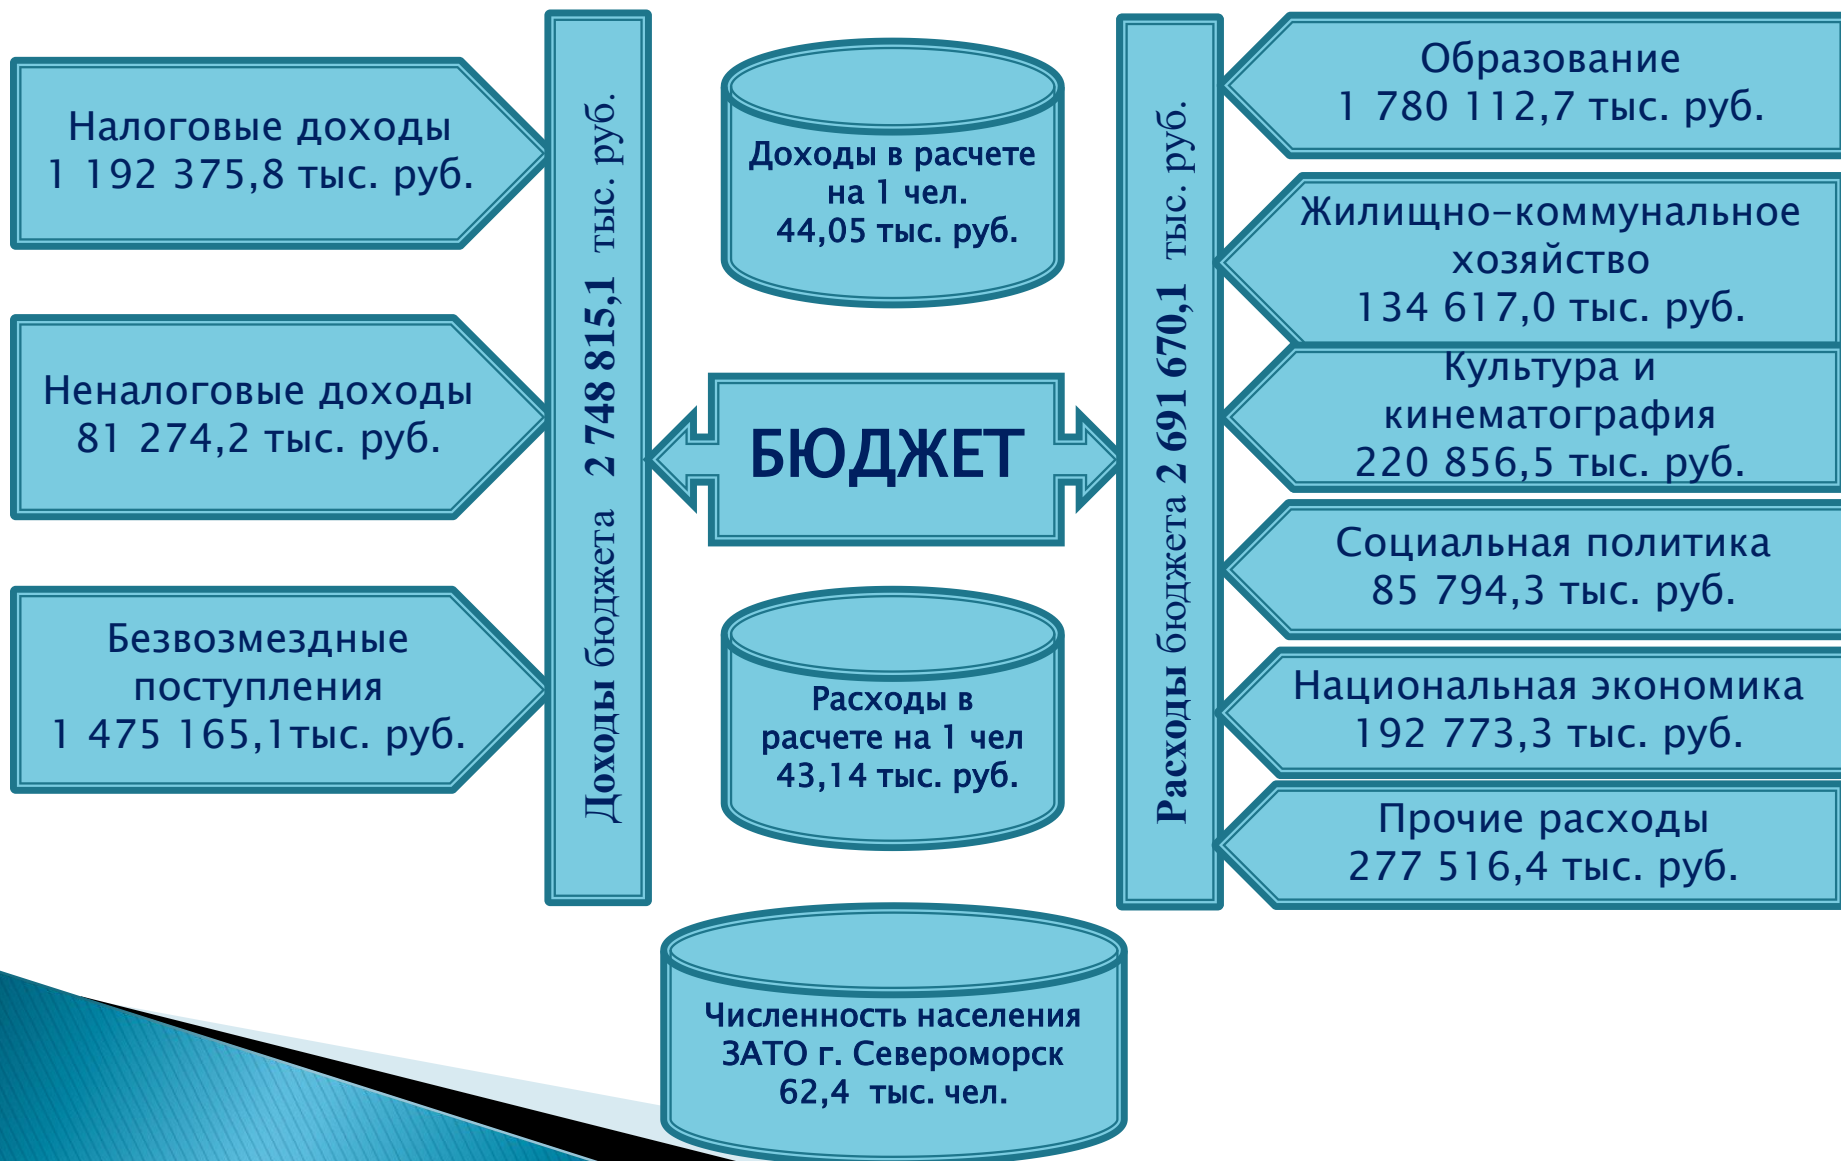 Налоговые доходы
1 192 375,8 тыс. руб.
Неналоговые доходы
81 274,2 тыс. руб.
Безвозмездные
поступления
1 475 165,1тыс. руб.
Доходы бюджета 2 748 815,1 тыс. руб.
Доходы в расчете
на 1 чел.
44,05 тыс. руб.
БЮДЖЕТ
Расходы в
расчете на 1 чел
43,14 тыс. руб.
Численность населения
ЗАТО г. Североморск
62,4 тыс. чел.
Расходы бюджета 2 691 670,1 тыс. руб.
Образование
1 780 112,7 тыс. руб.
Жилищно-коммунальное
хозяйство
134 617,0 тыс. руб.
Культура и
кинематография
220 856,5 тыс. руб.
Социальная политика
85 794,3 тыс. руб.
Национальная экономика
192 773,3 тыс. руб.
Прочие расходы
277 516,4 тыс. руб.